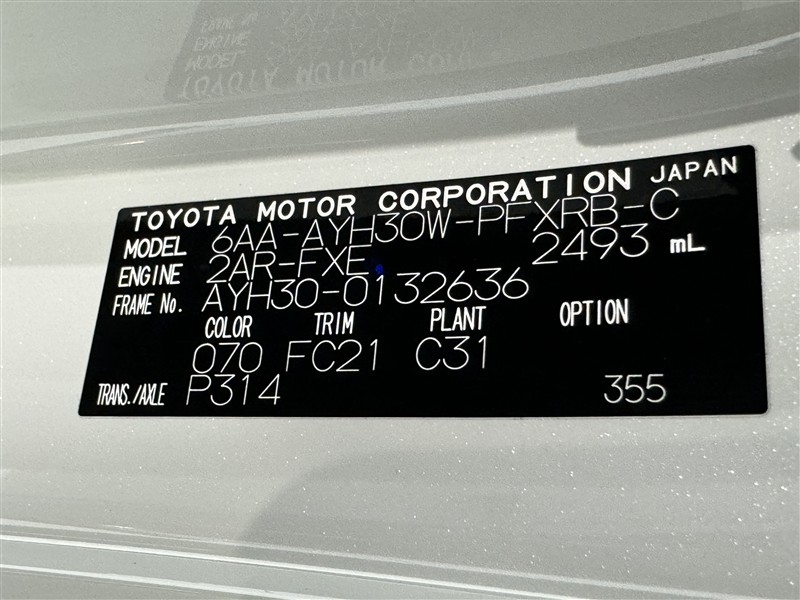 TOYOTA MOTOR CORPORATION JAPAN
MODEL 6AA-AYH30W-PFXRB-C
ENGINE 2AR-FXE 2493 mL
FRAME No. AYH30-0132636
COLOR TRIM PLANT OPTION
070 FC21 C31
TRANS./AXLE P314 355